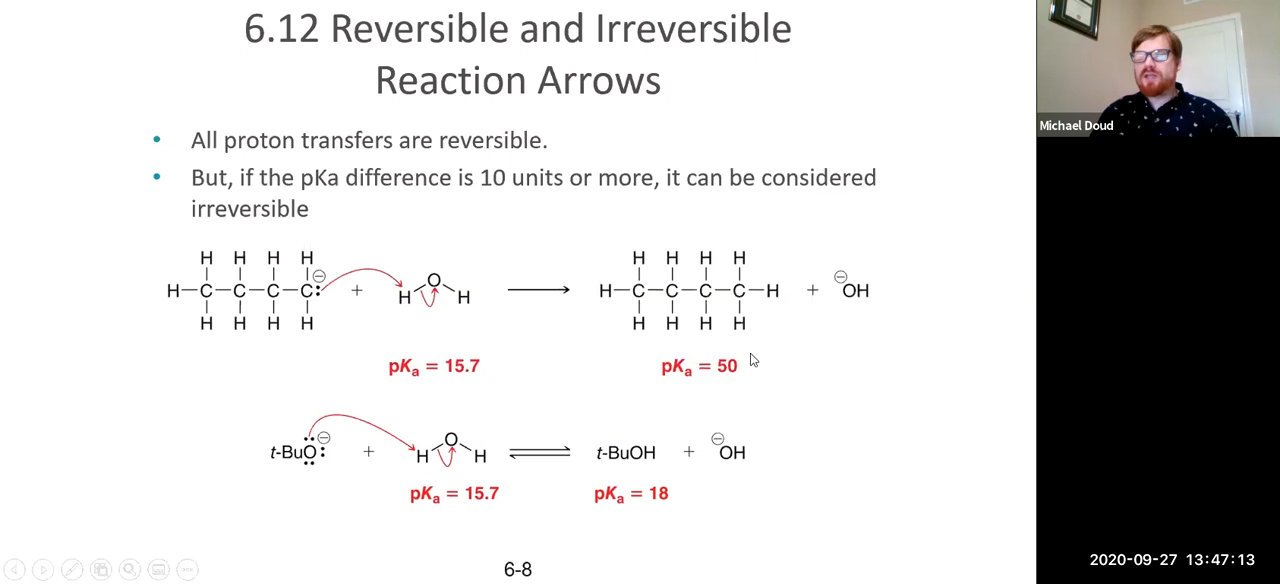 6.12 Reversible and Irreversible
Reaction Arrows
Michael Doud
• All proton transfers are reversible.
• But, if the pKa difference is 10 units or more, it can be considered
irreversible
H H H H H H H H
H–C–C–C–C:⊖ + H O H ⟶ H–C–C–C–C–H + ⊖OH
H H H H H H H H
pKa = 15.7 pKa = 50
t-BuO⊖ + H O H ⇌ t-BuOH + ⊖OH
pKa = 15.7 pKa = 18
6-8
2020-09-27 13:47:13